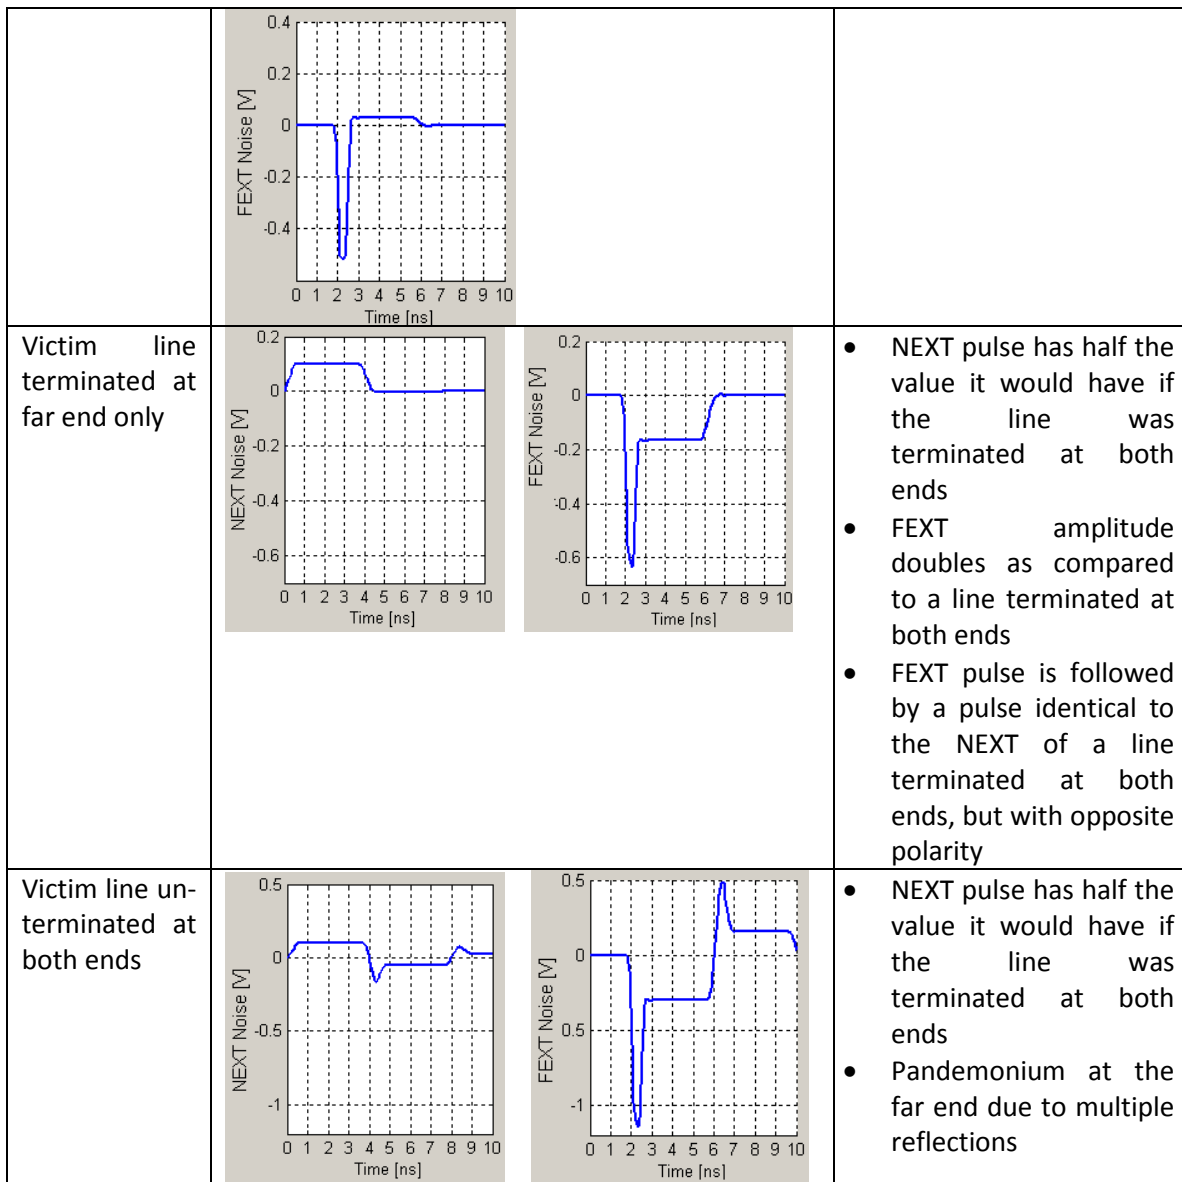 0.4
0.2
0
-0.2
-0.4
FEXT Noise [V]
0 1 2 3 4 5 6 7 8 9 10
Time [ns]
Victim line
terminated at
far end only
0.2
0
-0.2
-0.4
-0.6
NEXT Noise [V]
0 1 2 3 4 5 6 7 8 9 10
Time [ns]
0.2
0
-0.2
-0.4
-0.6
FEXT Noise [V]
0 1 2 3 4 5 6 7 8 9 10
Time [ns]
• NEXT pulse has half the
value it would have if
the line was
terminated at both
ends
• FEXT amplitude
doubles as compared
to a line terminated at
both ends
• FEXT pulse is followed
by a pulse identical to
the NEXT of a line
terminated at both
ends, but with opposite
polarity
Victim line un-
terminated at
both ends
0.5
0
-0.5
-1
NEXT Noise [V]
0 1 2 3 4 5 6 7 8 9 10
Time [ns]
0.5
0
0.5
-1
FEXT Noise [V]
0 1 2 3 4 5 6 7 8 9 10
Time [ns]
• NEXT pulse has half the
value it would have if
the line was
terminated at both
ends
• Pandemonium at the
far end due to multiple
reflections